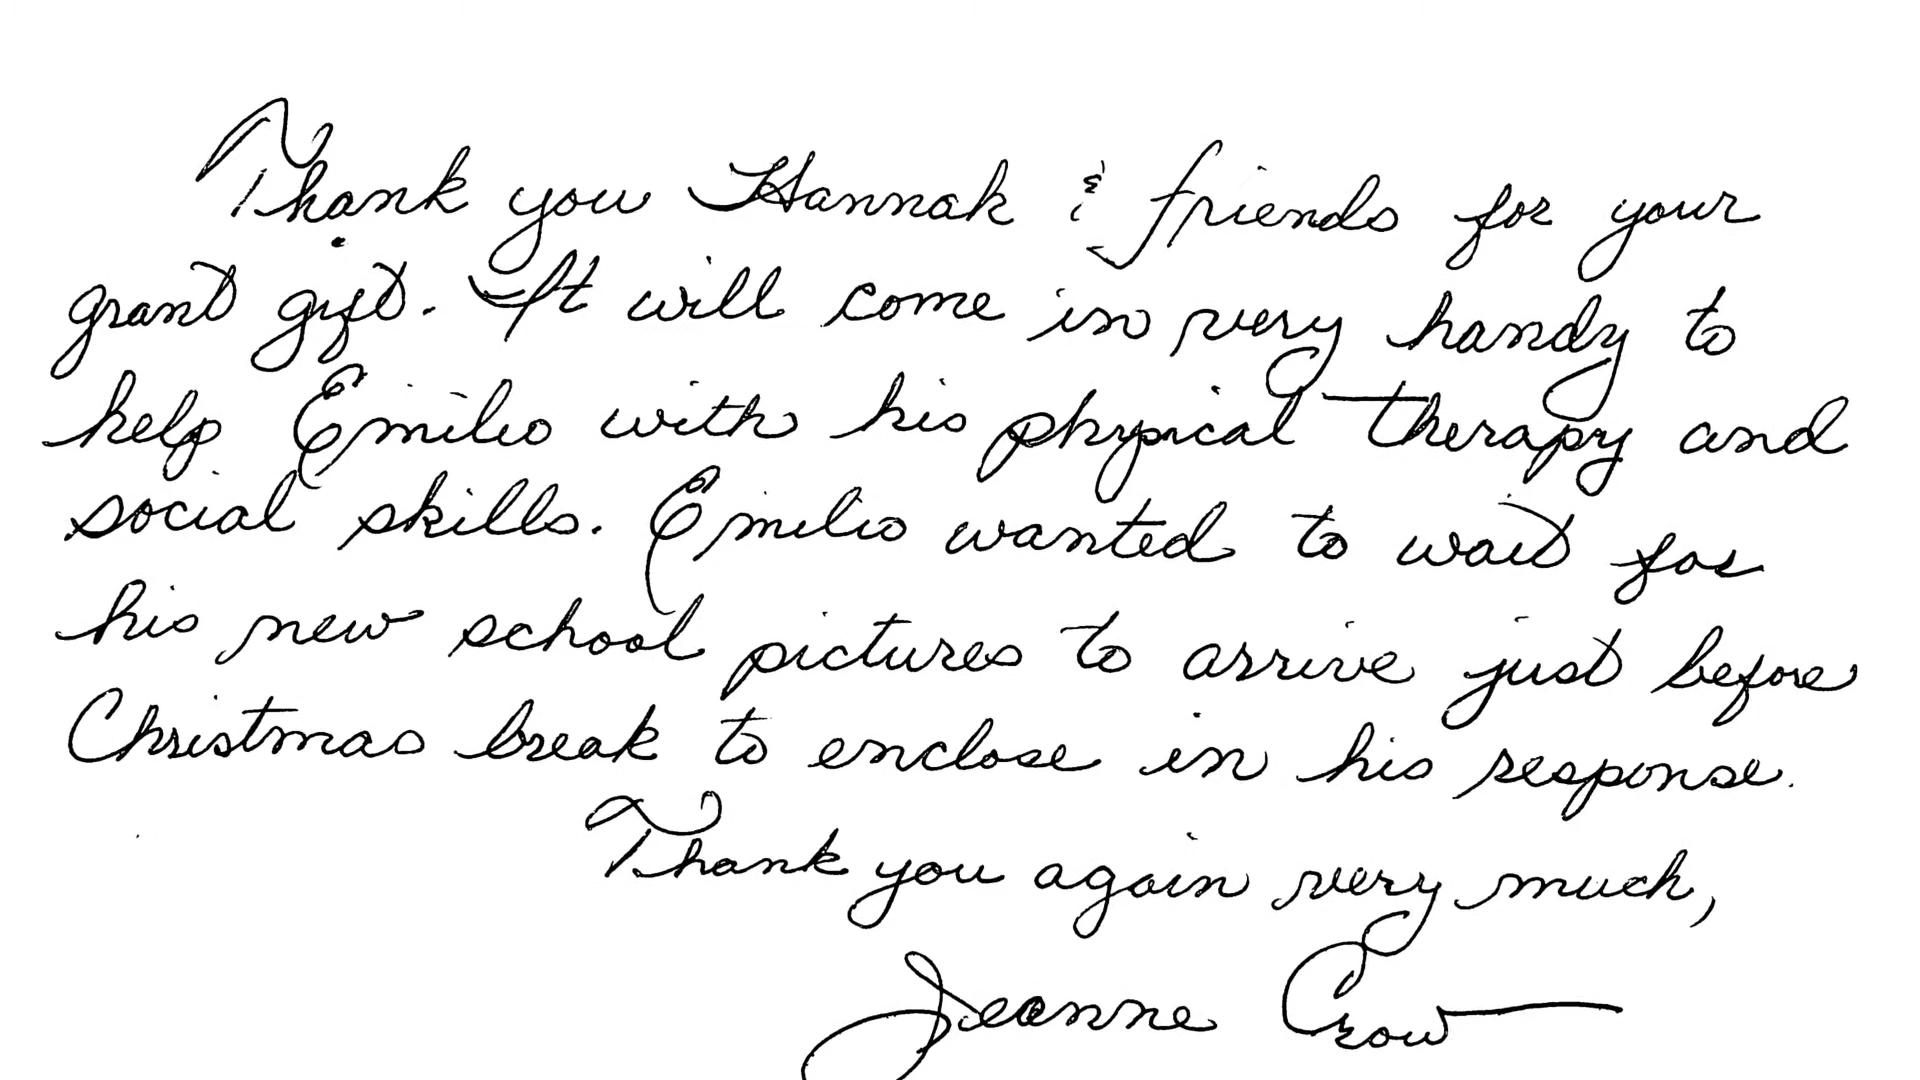 Thank you Hannah & friends for your
grant gift. It will come in very handy to
help Emilio with his physical therapy and
social skills. Emilio wanted to wait for
his new school pictures to arrive just before
Christmas break to enclose in his response.
Thank you again very much,
Jeanne Crow